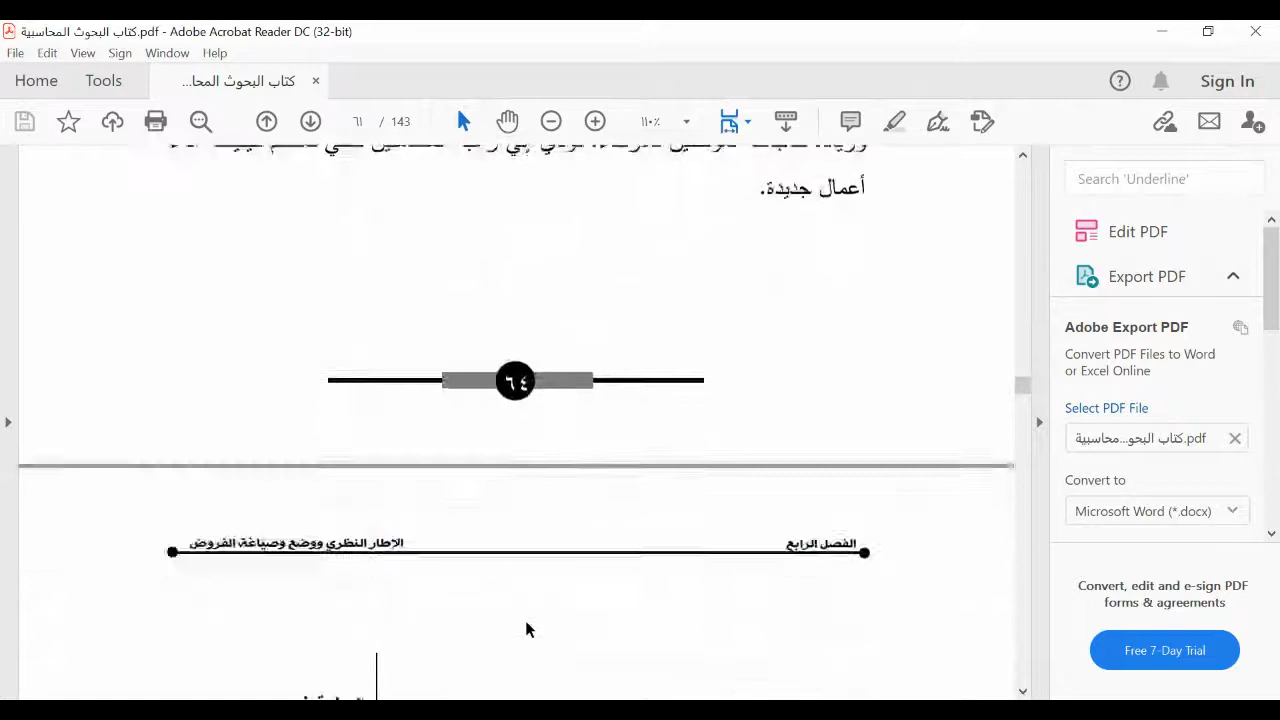 كتاب البحوث المحاسبية.pdf - Adobe Acrobat Reader DC (32-bit)
File Edit View Sign Window Help
Home Tools كتاب البحوث المحا... ×
Sign In
٦١ / 143
١١٠٪
أعمال جديدة.
٦٤
الفصل الرابع
الإطار النظري ووضع وصياغة الفروض
Search 'Underline'
Edit PDF
Export PDF
Adobe Export PDF
Convert PDF Files to Word
or Excel Online
Select PDF File
كتاب البحو...محاسبية.pdf
Convert to
Microsoft Word (*.docx)
Convert, edit and e-sign PDF
forms & agreements
Free 7-Day Trial